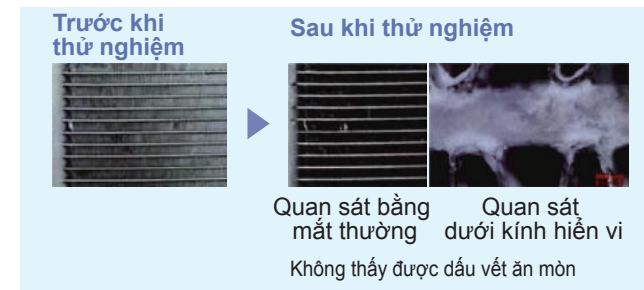 Trước khi
thử nghiệm
Sau khi thử nghiệm
Quan sát bằng
mắt thường
Quan sát
dưới kính hiển vi
Không thấy được dấu vết ăn mòn